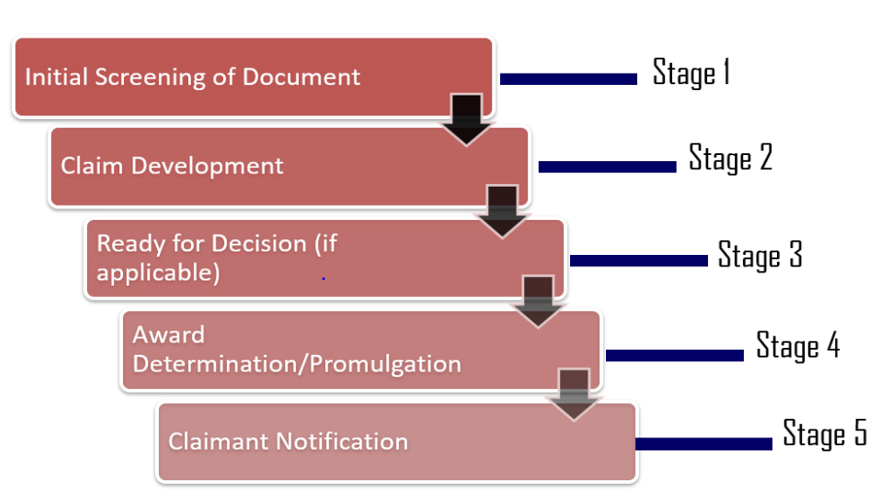 Initial Screening of Document
Stage 1
Claim Development
Stage 2
Ready for Decision (if
applicable)
Stage 3
Award
Determination/Promulgation
Stage 4
Claimant Notification
Stage 5